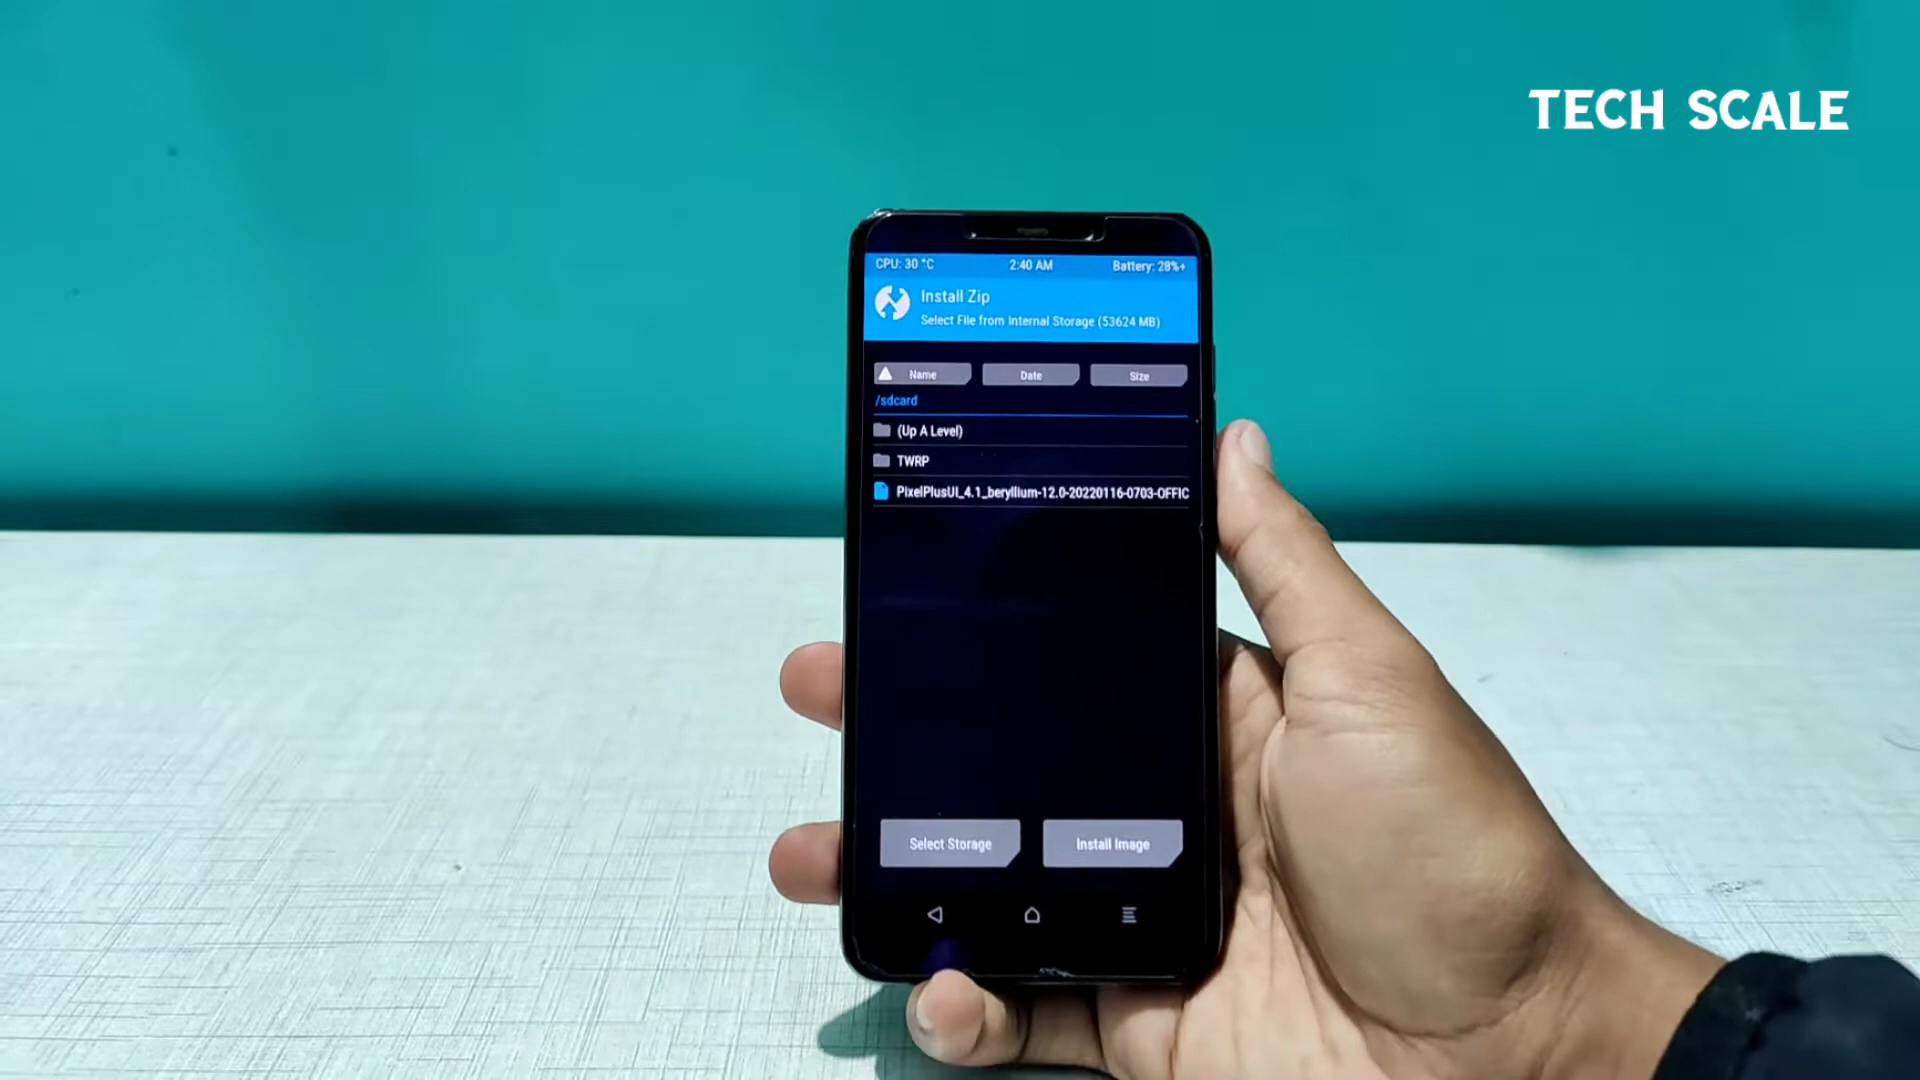 TECH SCALE
CPU: 30 °C 2:40 AM Battery: 28%+
Install Zip
Select File from Internal Storage (53624 MB)
Name Date Size
/sdcard
(Up A Level)
TWRP
PixelPlusUI_4.1_beryllium-12.0-20220116-0703-OFFIC
Select Storage Install Image